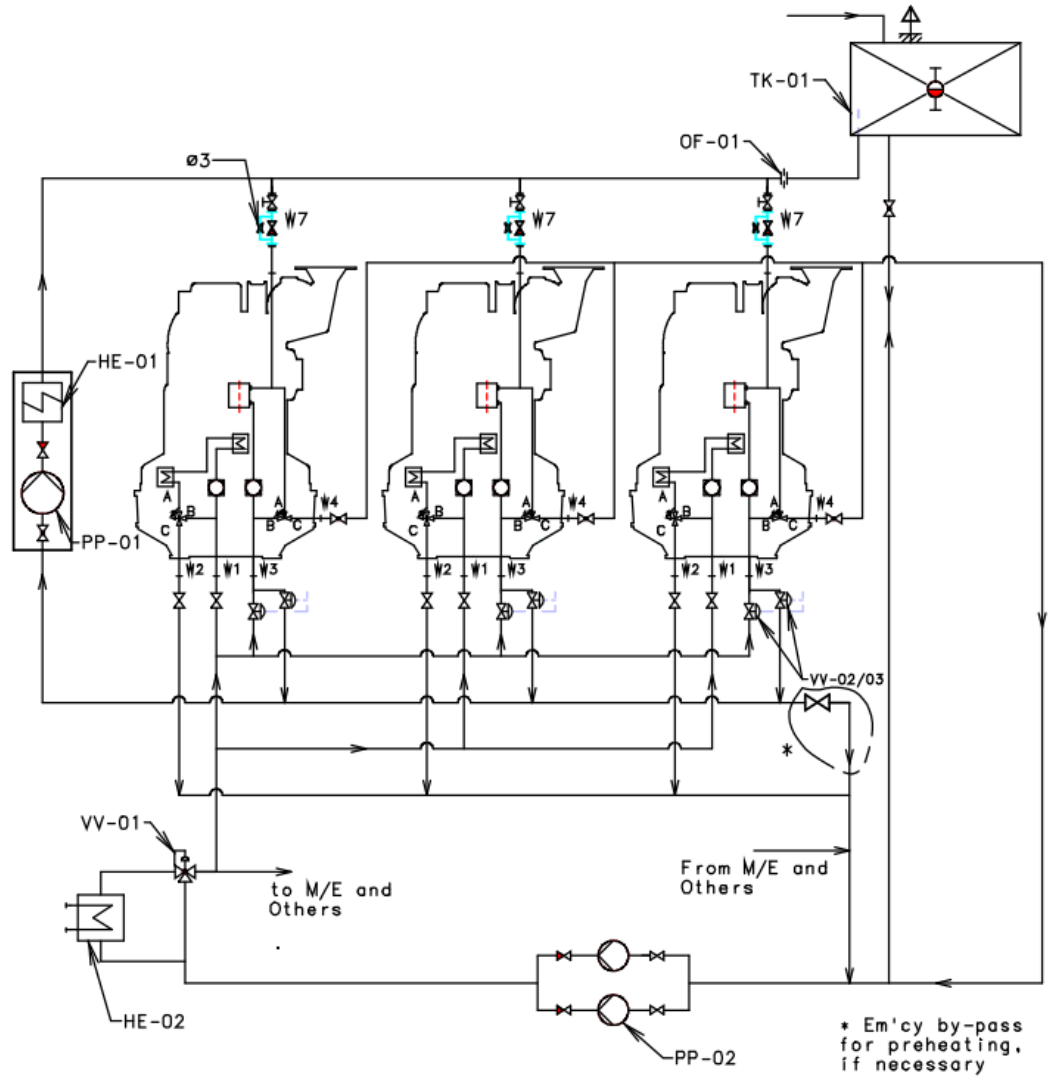 TK-01
OF-01
ø3
W7
W7
W7
HE-01
A
B
C
A
B
C
W4
A
B
C
A
B
C
W4
A
B
C
A
B
C
W4
PP-01
W2
W1
W3
W2
W1
W3
W2
W1
W3
VV-02/03
*
VV-01
to M/E and
Others
From M/E and
Others
HE-02
PP-02
* Em'cy by-pass
for preheating,
if necessary